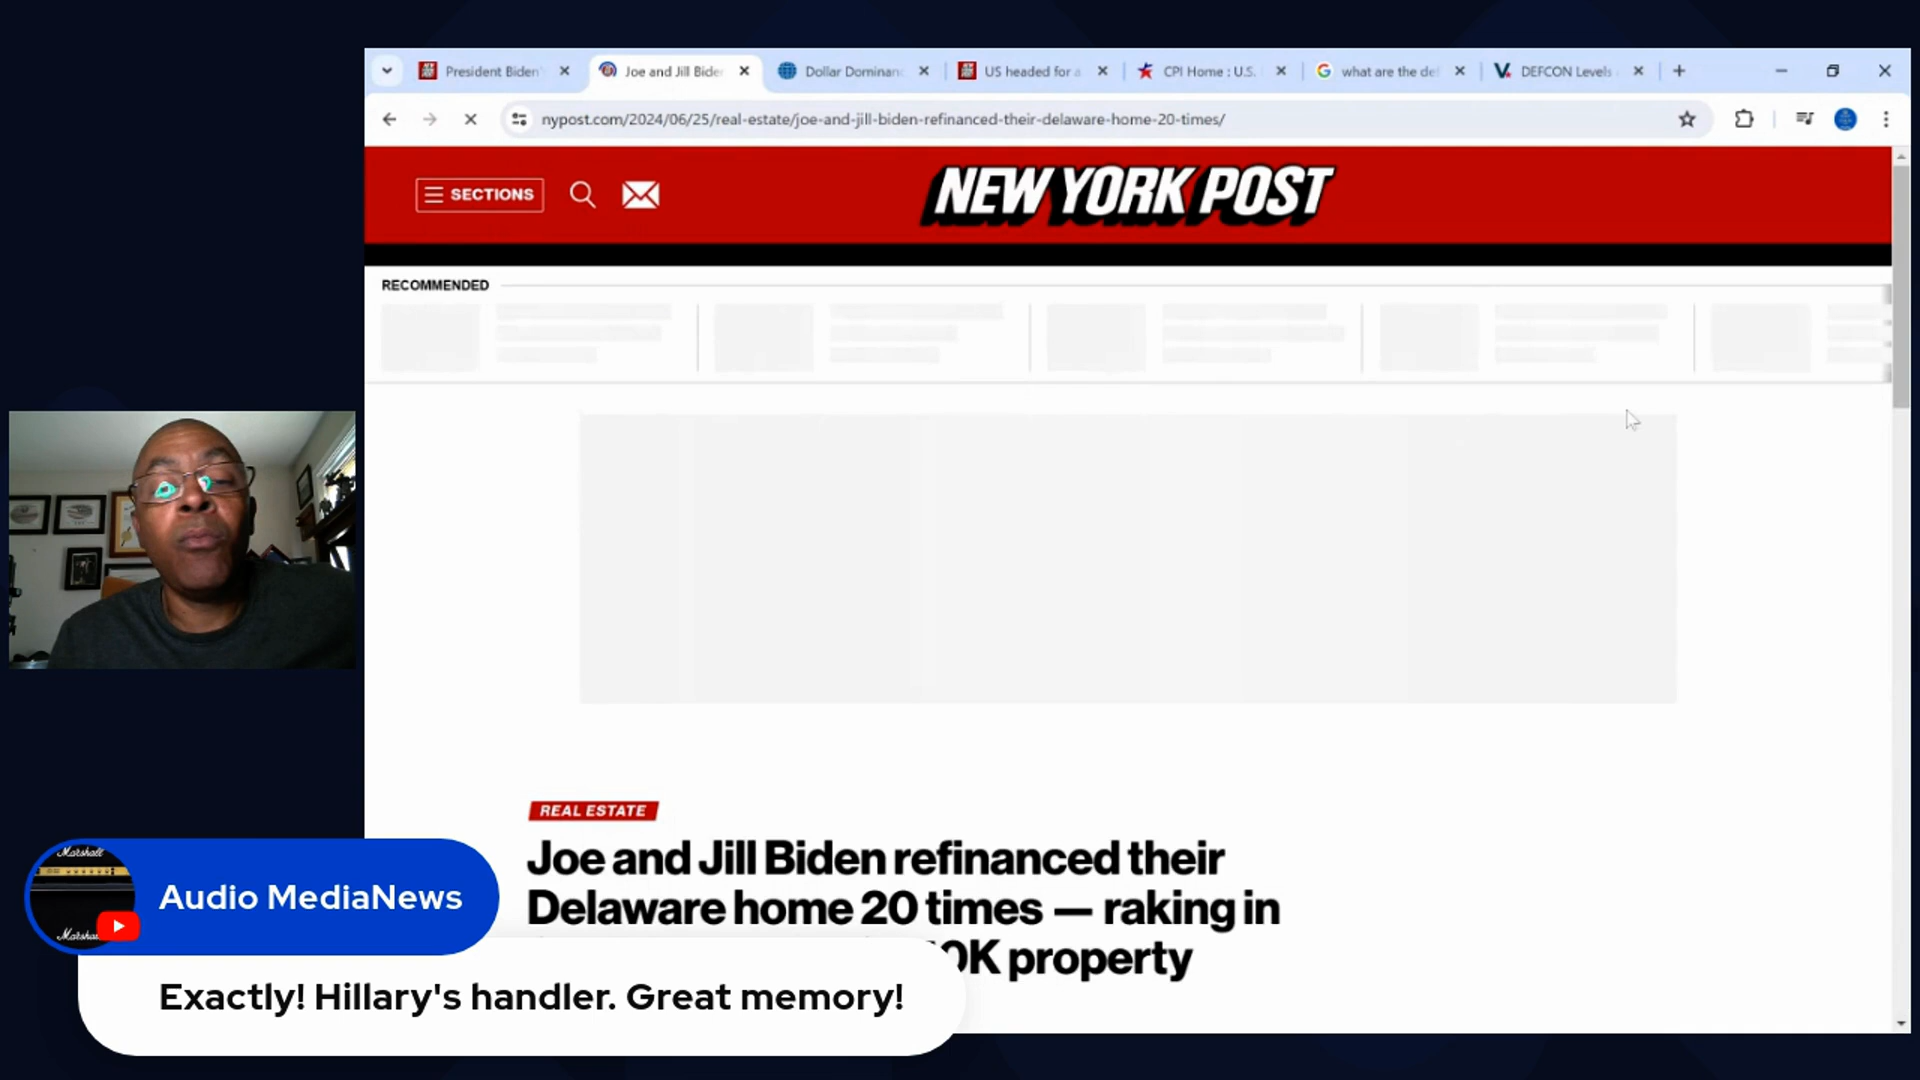 President Biden'
Joe and Jill Bide
Dollar Dominanc
US headed for a
CPI Home : U.S.
what are the de
DEFCON Levels
nypost.com/2024/06/25/real-estate/joe-and-jill-biden-refinanced-their-delaware-home-20-times/
SECTIONS
NEW YORK POST
RECOMMENDED
REAL ESTATE
Joe and Jill Biden refinanced their
Delaware home 20 times — raking in
0K property
Marshall
Audio MediaNews
Exactly! Hillary's handler. Great memory!